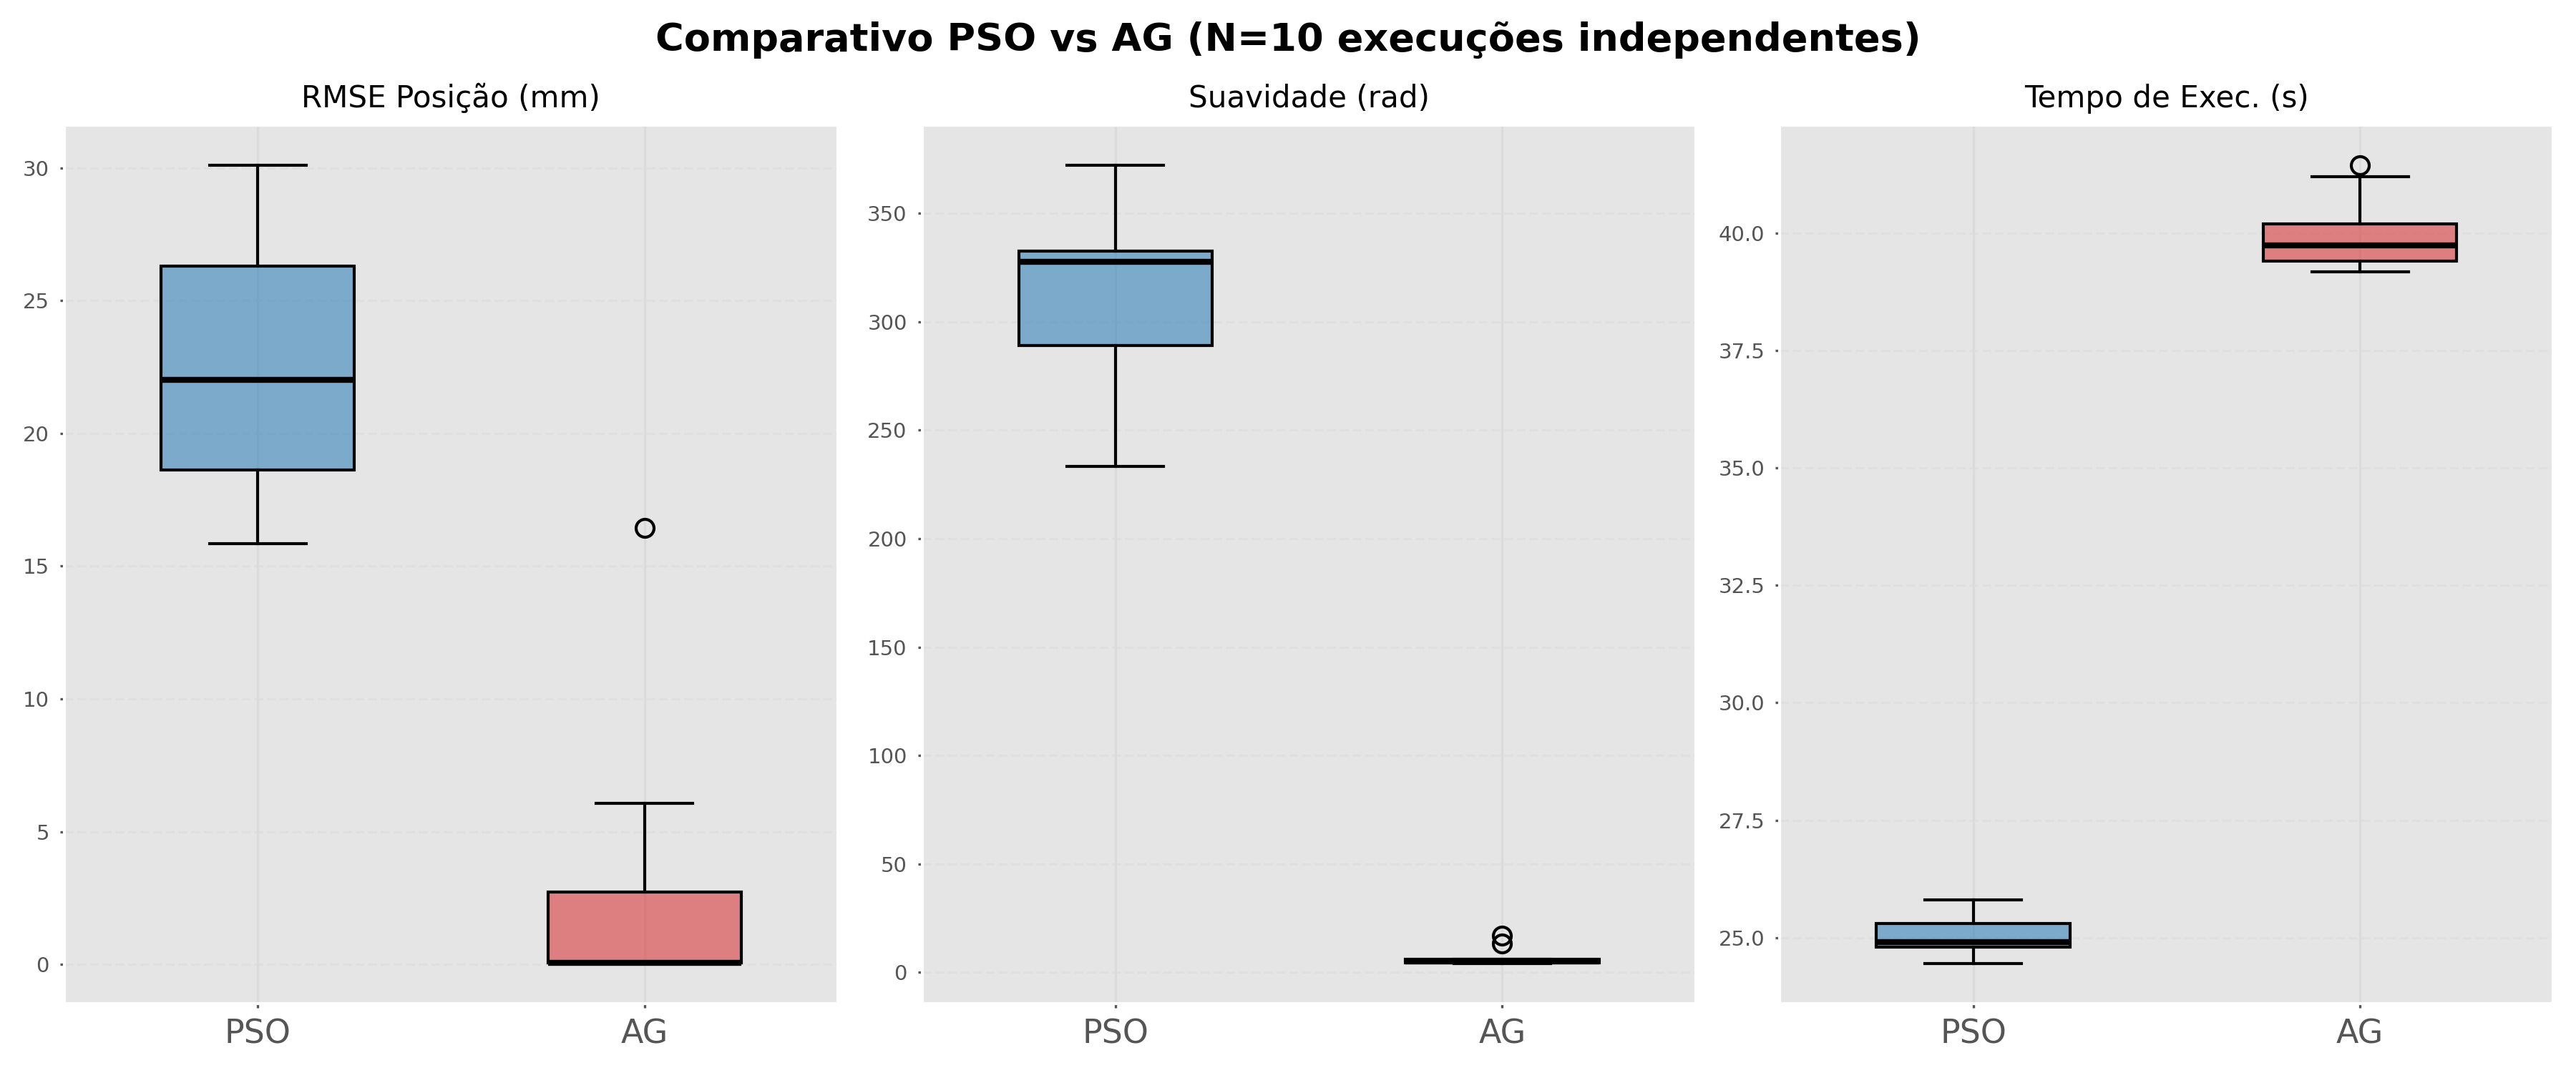 Comparativo PSO vs AG (N=10 execuções independentes)
RMSE Posição (mm)
30
25
20
15
10
5
0
PSO
AG
Suavidade (rad)
350
300
250
200
150
100
50
0
PSO
AG
Tempo de Exec. (s)
40.0
37.5
35.0
32.5
30.0
27.5
25.0
PSO
AG